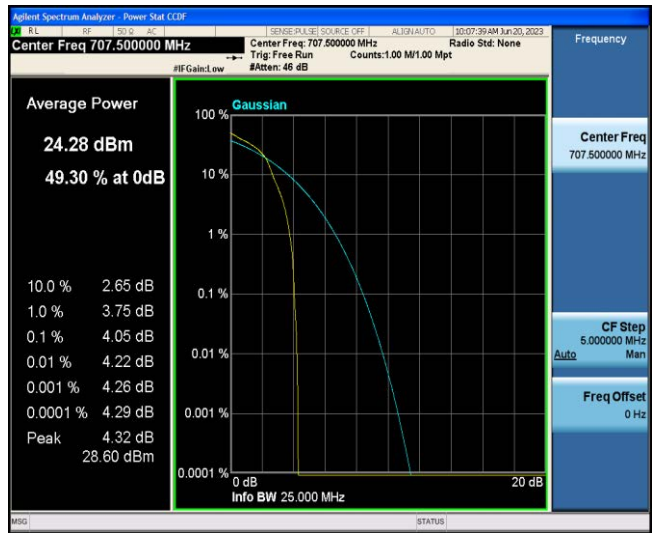 Agilent Spectrum Analyzer - Power Stat CCDF
RL RF 50 Ω AC SENSE:PULSE SOURCE OFF ALIGN AUTO 10:07:39 AM Jun 20, 2023
Center Freq 707.500000 MHz
Center Freq: 707.500000 MHz Radio Std: None
Trig: Free Run Counts:1.00 M/1.00 Mpt
#IFGain:Low #Atten: 46 dB
Frequency
Average Power
24.28 dBm
49.30 % at 0dB
10.0 % 2.65 dB
1.0 % 3.75 dB
0.1 % 4.05 dB
0.01 % 4.22 dB
0.001 % 4.26 dB
0.0001 % 4.29 dB
Peak 4.32 dB
28.60 dBm
Gaussian
100 %
10 %
1 %
0.1 %
0.01 %
0.001 %
0.0001 %
0 dB 20 dB
Info BW 25.000 MHz
Center Freq
707.500000 MHz
CF Step
5.000000 MHz
Auto Man
Freq Offset
0 Hz
MSG STATUS